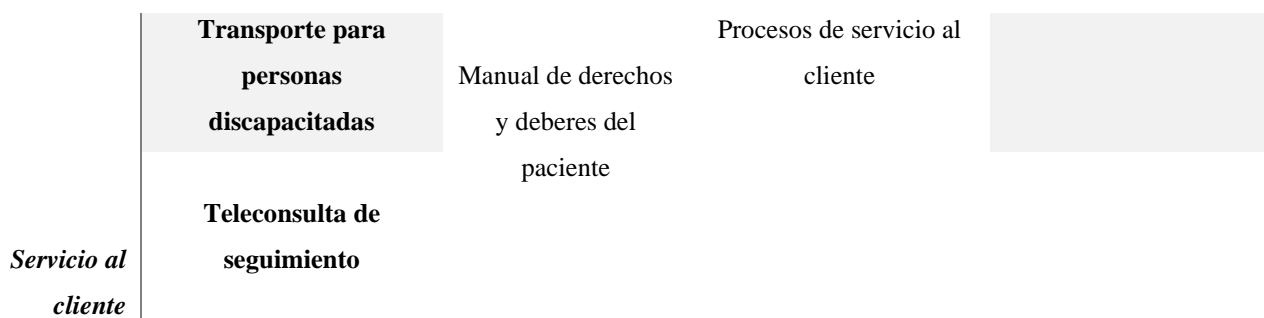 Transporte para
personas
discapacitadas
Manual de derechos
y deberes del
paciente
Procesos de servicio al
cliente
Servicio al
cliente
Teleconsulta de
seguimiento